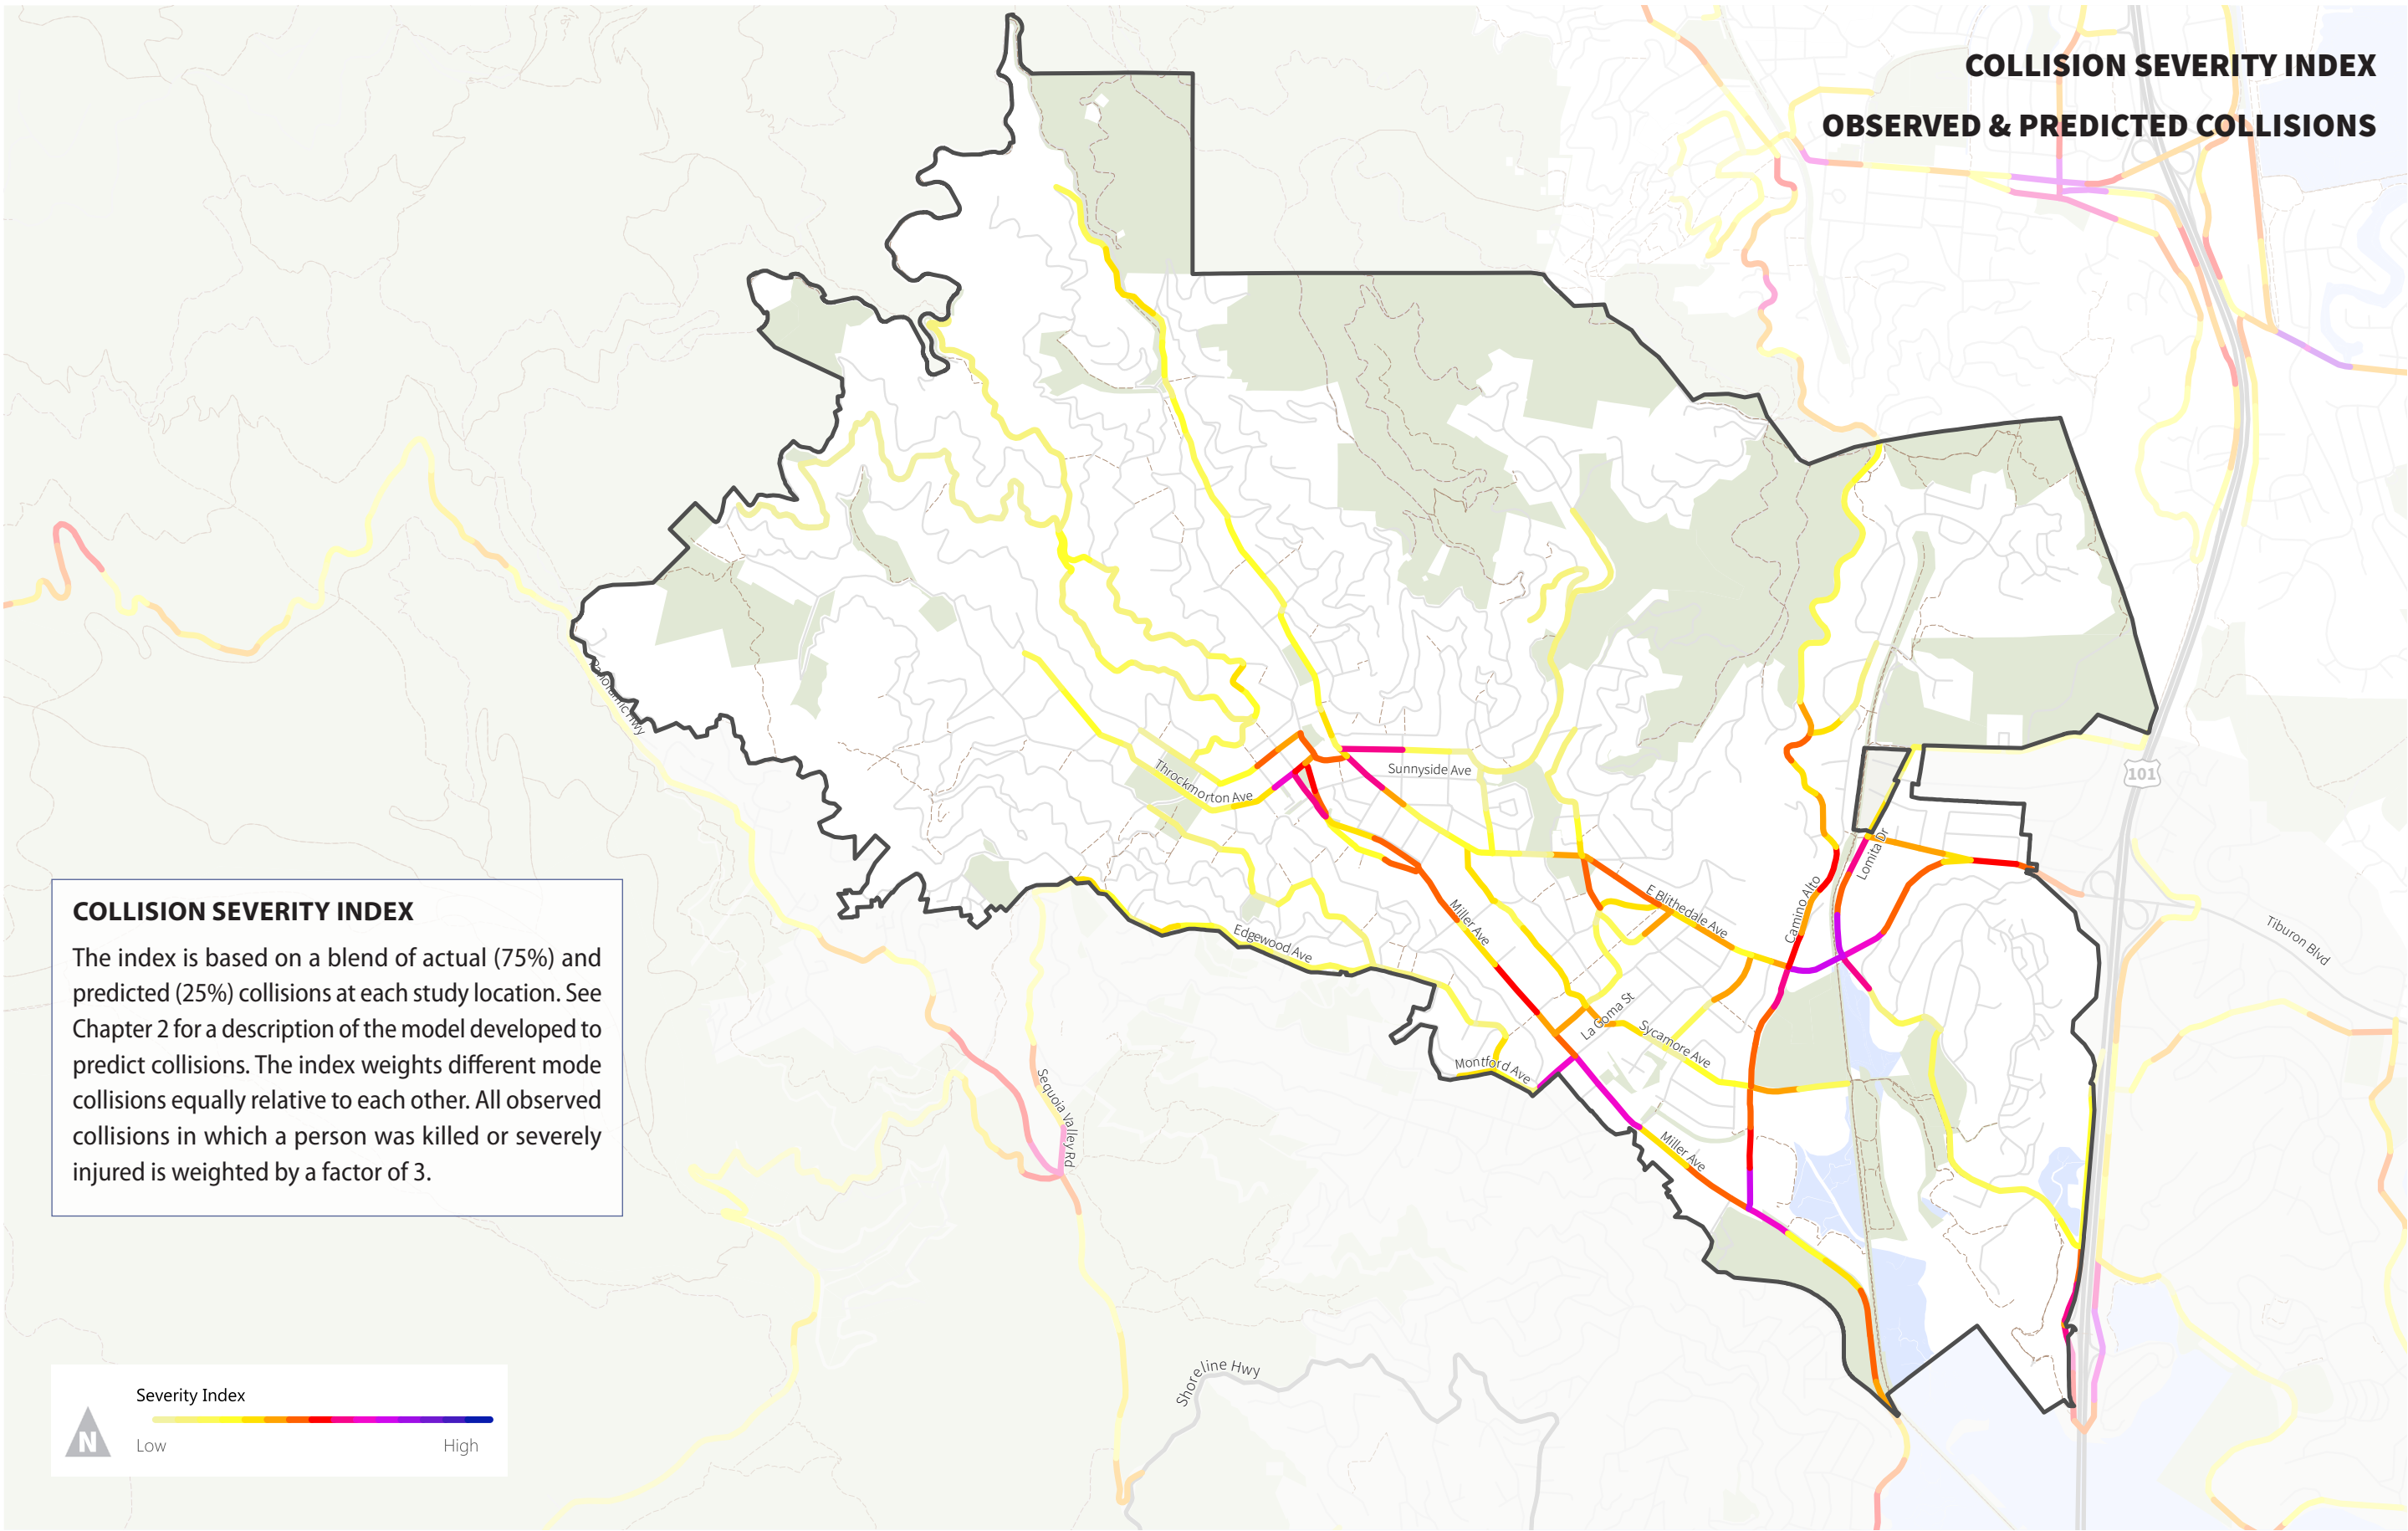 COLLISION SEVERITY INDEX
OBSERVED & PREDICTED COLLISIONS
Panoramic Hwy
101
Throckmorton Ave
Sunnyside Ave
Lomita Dr
Camino Alto
E Blithedale Ave
Miller Ave
Edgewood Ave
Tiburon Blvd
La Goma St
Sycamore Ave
Montford Ave
Miller Ave
Sequoia Valley Rd
Shoreline Hwy
COLLISION SEVERITY INDEX
The index is based on a blend of actual (75%) and
predicted (25%) collisions at each study location. See
Chapter 2 for a description of the model developed to
predict collisions. The index weights different mode
collisions equally relative to each other. All observed
collisions in which a person was killed or severely
injured is weighted by a factor of 3.
Severity Index
N
Low High